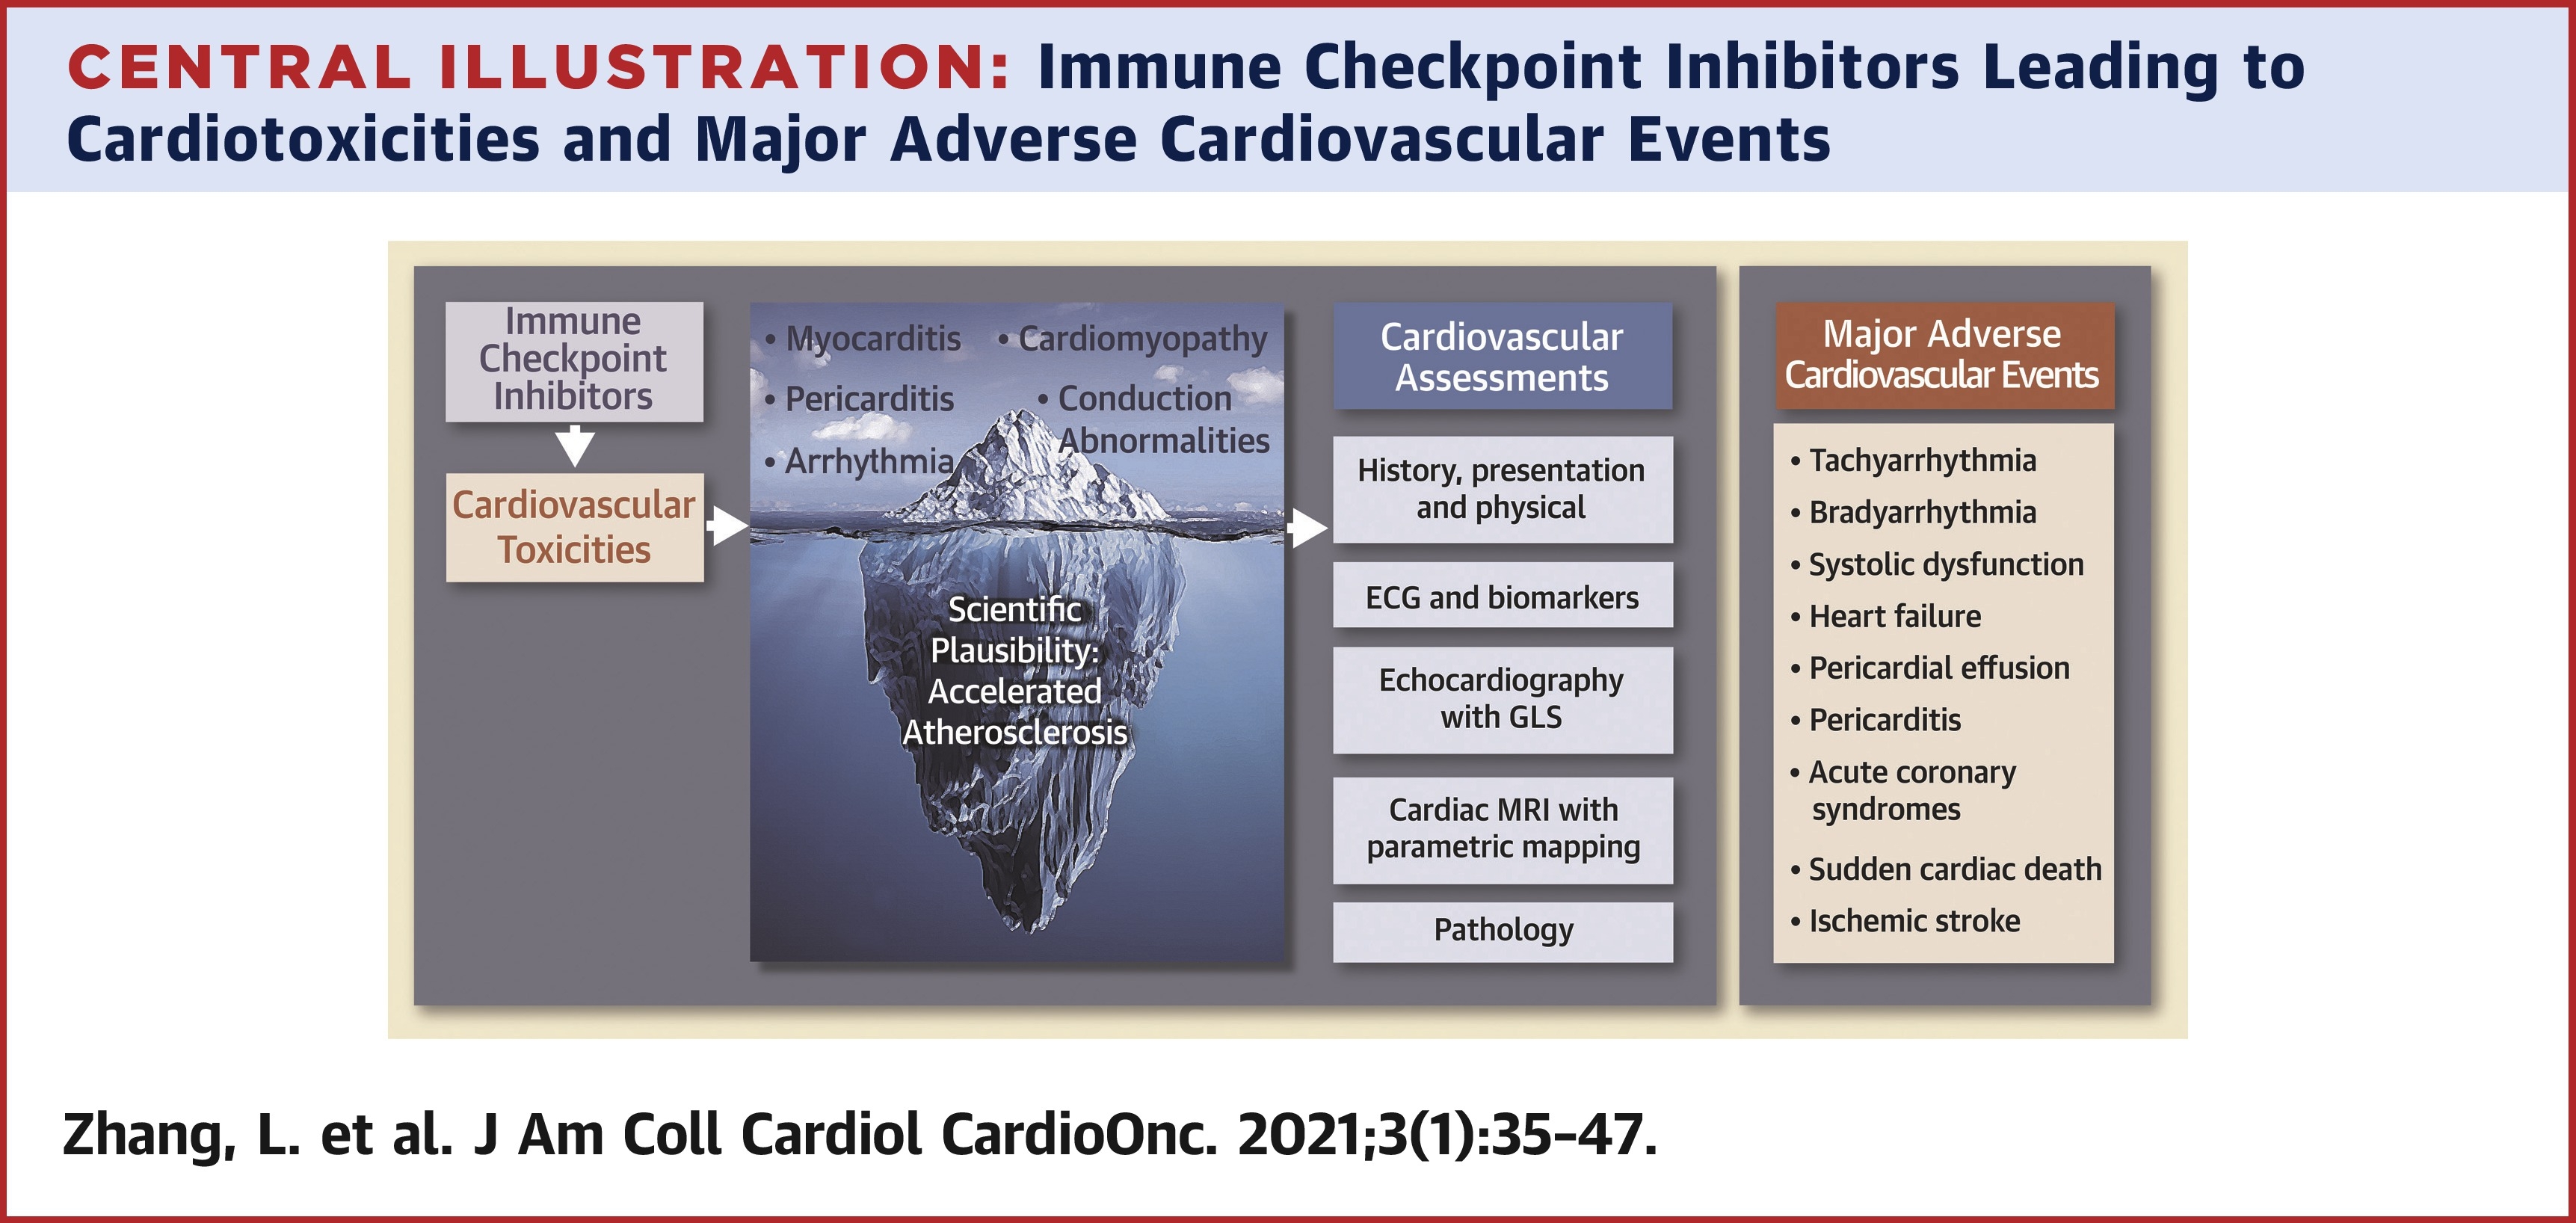 CENTRAL ILLUSTRATION: Immune Checkpoint Inhibitors Leading to
Cardiotoxicities and Major Adverse Cardiovascular Events
Immune
Checkpoint
Inhibitors
Cardiovascular
Toxicities
• Myocarditis
• Pericarditis
• Arrhythmia
• Cardiomyopathy
• Conduction
Abnormalities
Scientific
Plausibility:
Accelerated
Atherosclerosis
Cardiovascular
Assessments
History, presentation
and physical
ECG and biomarkers
Echocardiography
with GLS
Cardiac MRI with
parametric mapping
Pathology
Major Adverse
Cardiovascular Events
• Tachyarrhythmia
• Bradyarrhythmia
• Systolic dysfunction
• Heart failure
• Pericardial effusion
• Pericarditis
• Acute coronary
syndromes
• Sudden cardiac death
• Ischemic stroke
Zhang, L. et al. J Am Coll Cardiol CardioOnc. 2021;3(1):35–47.